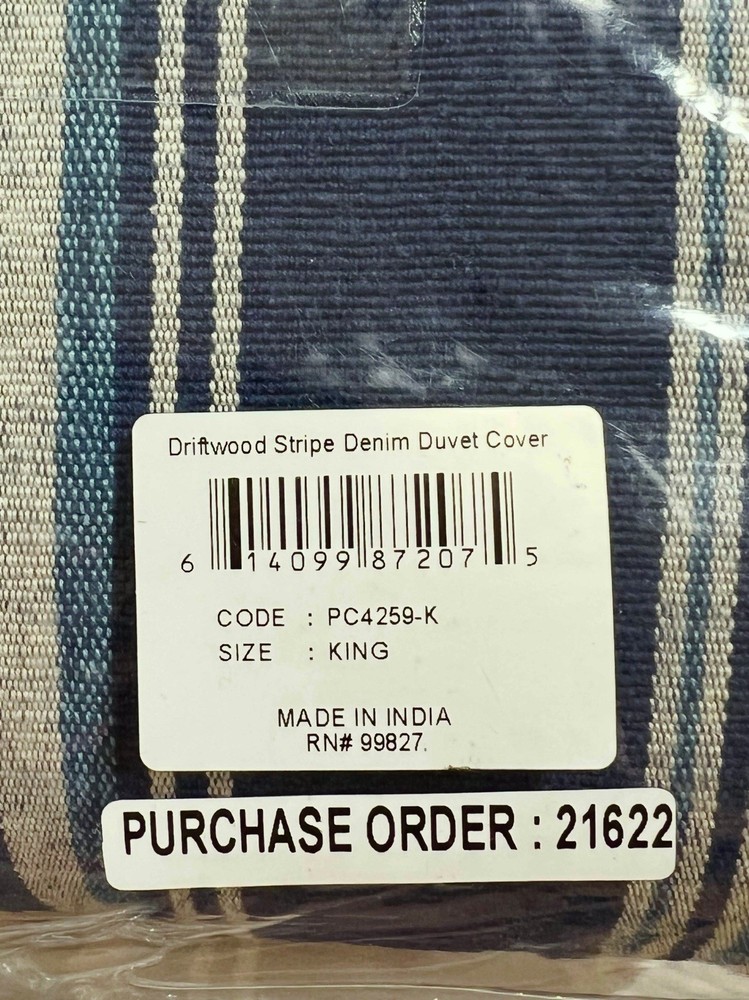 Driftwood Stripe Denim Duvet Cover
6 14099 87207 5
CODE : PC4259-K
SIZE : KING
MADE IN INDIA
RN# 99827.
PURCHASE ORDER : 21622